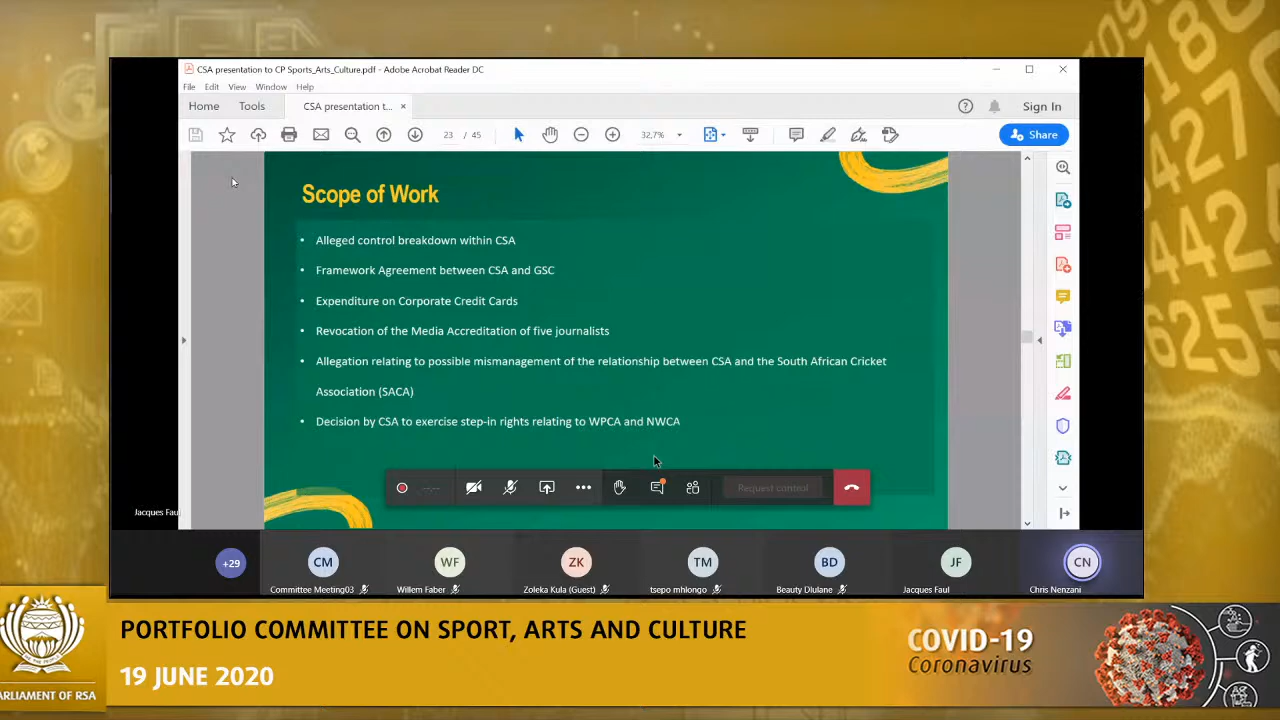 CSA presentation to CP Sports_Arts_Culture.pdf - Adobe Acrobat Reader DC
File Edit View Window Help
Home Tools CSA presentation t... × Sign In
23 / 45 32,7% Share
Scope of Work
• Alleged control breakdown within CSA
• Framework Agreement between CSA and GSC
• Expenditure on Corporate Credit Cards
• Revocation of the Media Accreditation of five journalists
• Allegation relating to possible mismanagement of the relationship between CSA and the South African Cricket
Association (SACA)
• Decision by CSA to exercise step-in rights relating to WPCA and NWCA
--:-- Request control
Jacques Fau
+29 CM WF ZK TM BD JF CN
Committee Meeting03 Willem Faber Zoleka Kula (Guest) tsepo mhlongo Beauty Dlulane Jacques Faul Chris Nenzani
PORTFOLIO COMMITTEE ON SPORT, ARTS AND CULTURE
19 JUNE 2020
COVID-19
Coronavirus
ARLIAMENT OF RSA